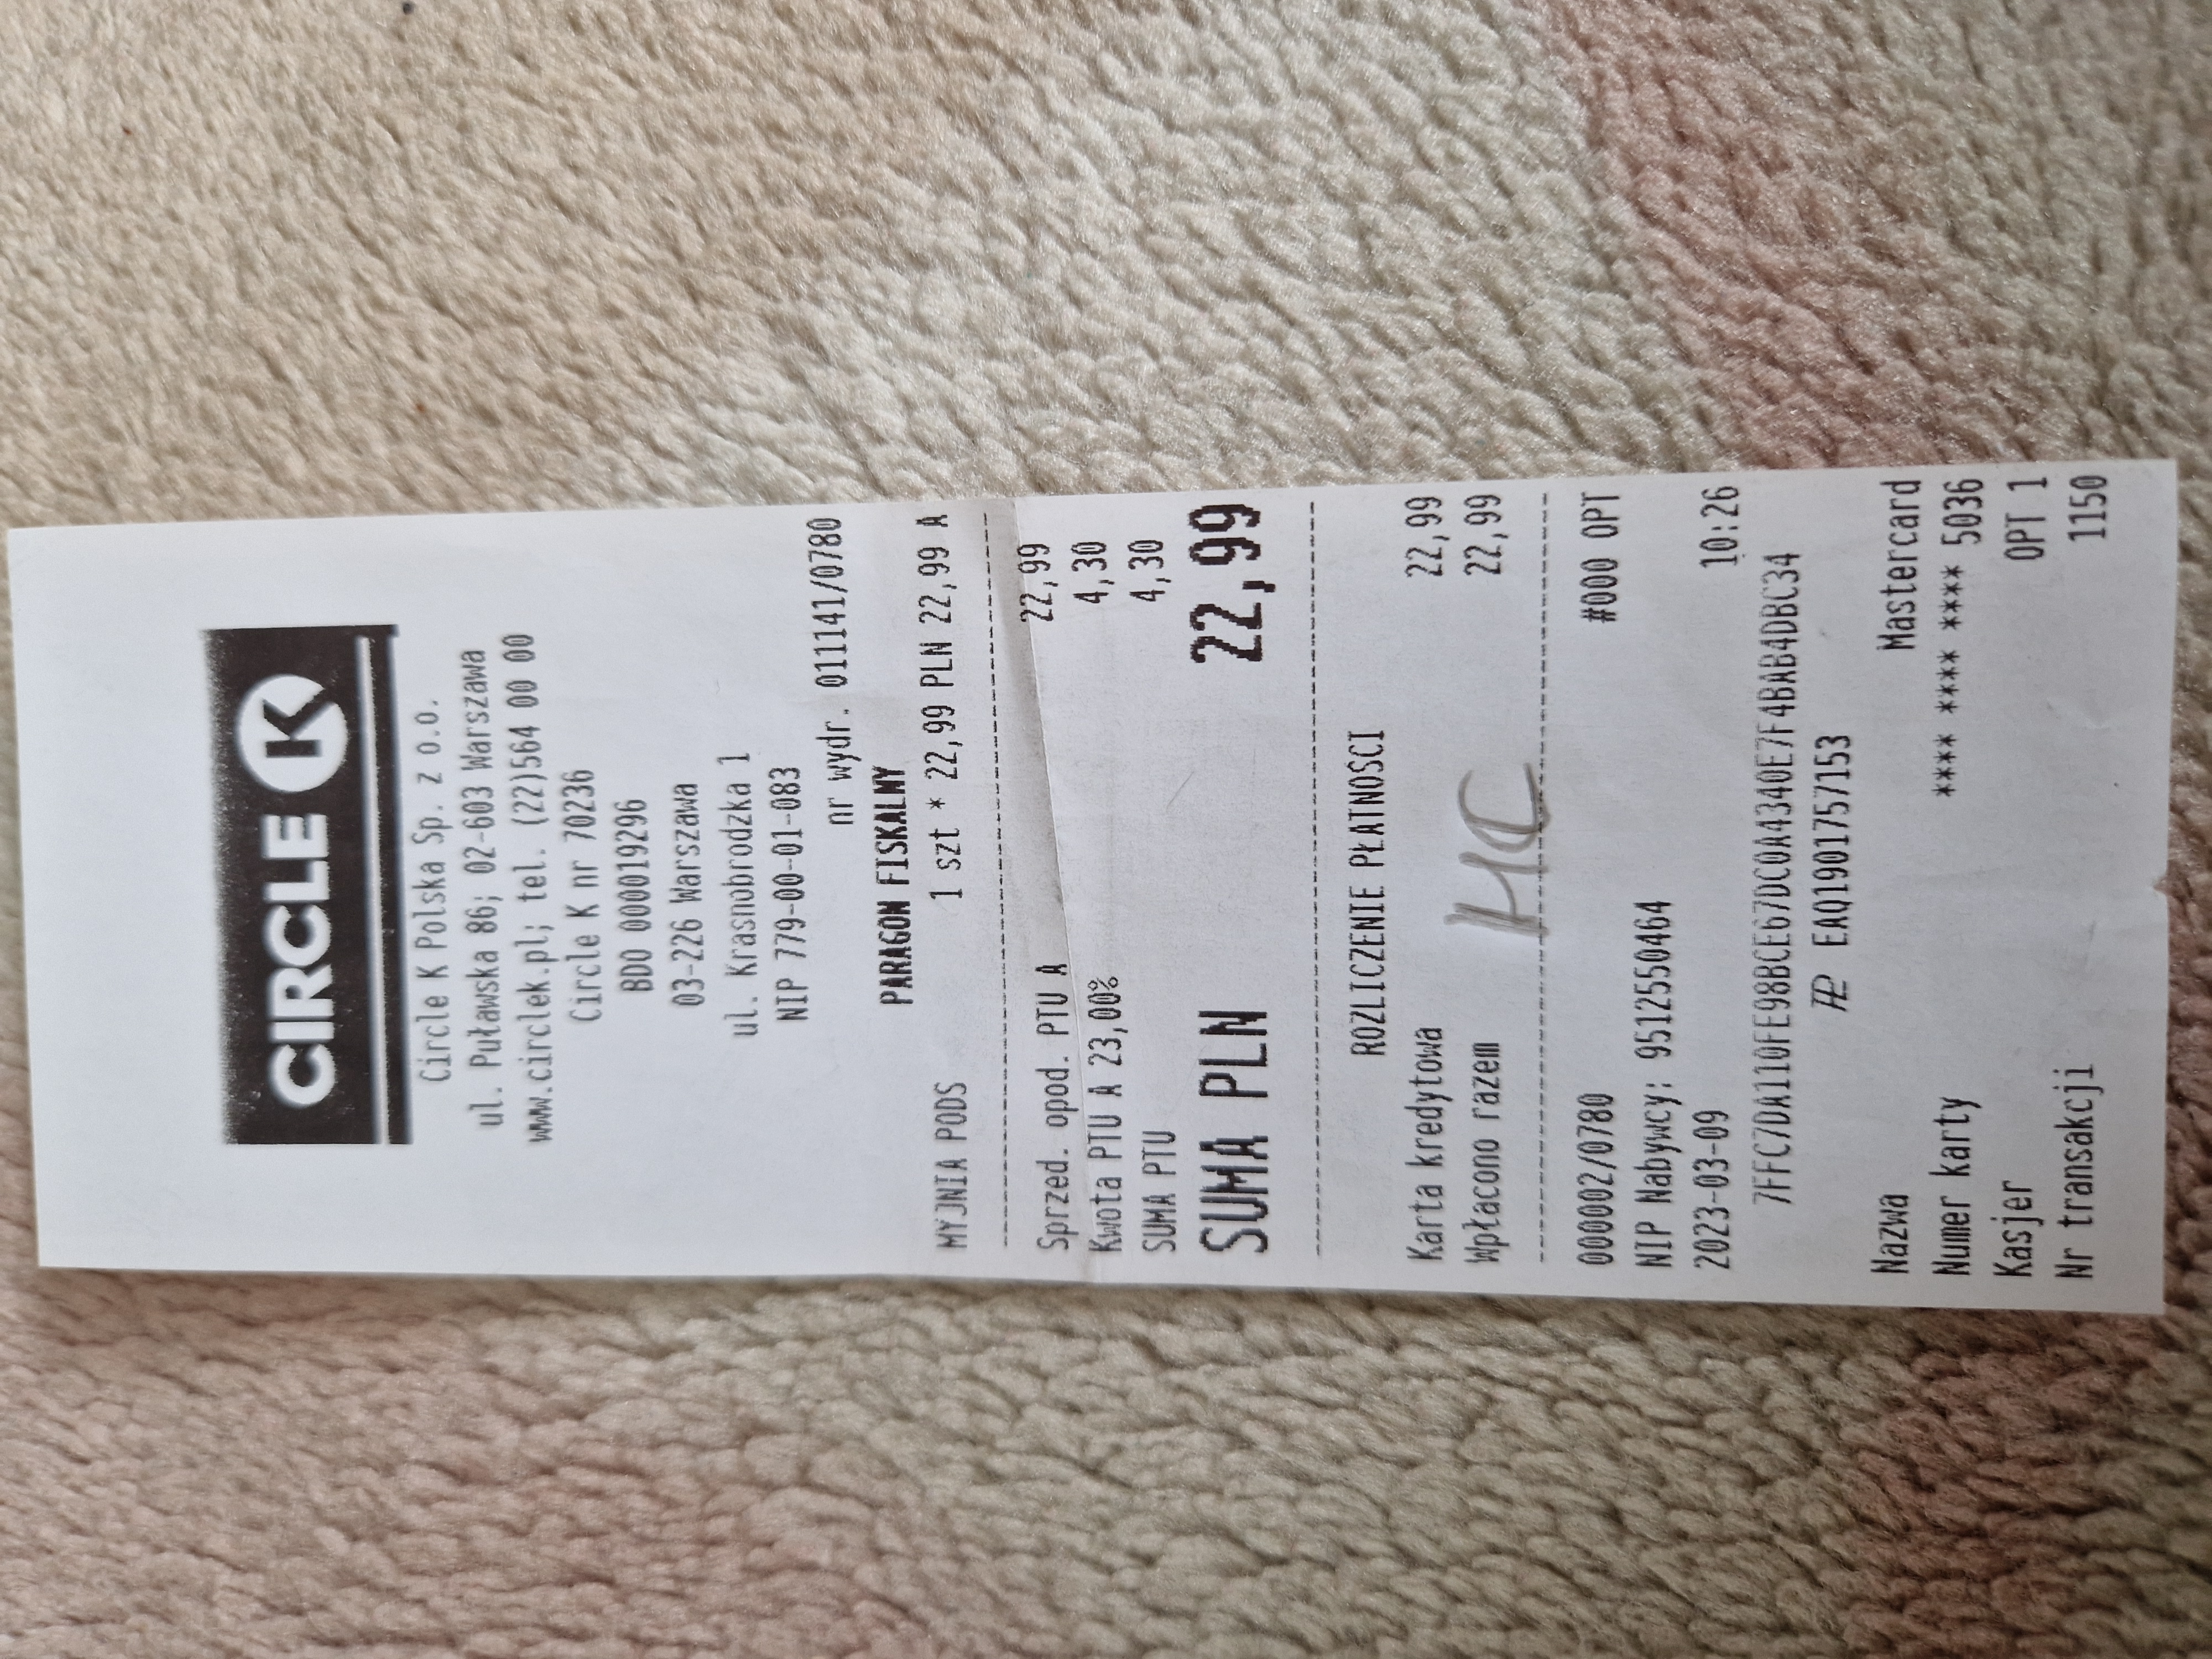 CIRCLE K
Circle K Polska Sp. z o.o.
ul. Puławska 86; 02-603 Warszawa
www.circlek.pl; tel. (22)564 00 00
Circle K nr 70236
BDO 000019296
03-226 Warszawa
ul. Krasnobrodzka 1
NIP 779-00-01-083
nr wydr. 011141/0780
PARAGON FISKALNY
MYJNIA PODS 1 szt * 22,99 PLN 22,99 A
Sprzed. opod. PTU A 22,99
Kwota PTU A 23,00% 4,30
SUMA PTU 4,30
SUMA PLN 22,99
ROZLICZENIE PŁATNOŚCI
Karta kredytowa 22,99
Wpłacono razem 22,99
HC
000002/0780 #000 OPT
NIP Nabywcy: 9512550464
2023-03-09 10:26
7FFC7DA110FE98BCE67DC0A4340E7F4BAB4DBC34
PL EAQ1901757153
Nazwa Mastercard
Numer karty **** **** **** 5036
Kasjer OPT 1
Nr transakcji 1150